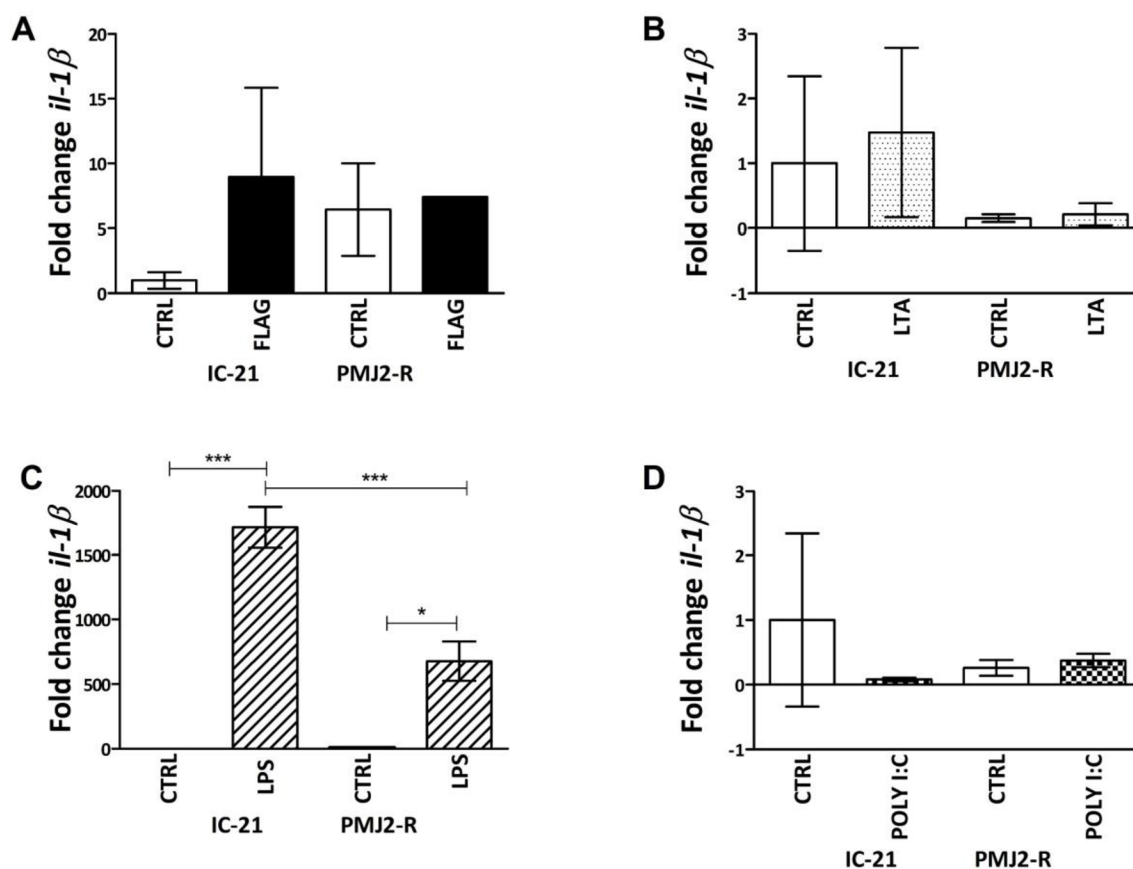 A
Fold change il-1β
20
15
10
5
0
CTRL
FLAG
CTRL
FLAG
IC-21
PMJ2-R
B
Fold change il-1β
3
2
1
0
-1
CTRL
LTA
CTRL
LTA
IC-21
PMJ2-R
C
***
***
*
Fold change il-1β
2000
1500
1000
500
0
CTRL
LPS
CTRL
LPS
IC-21
PMJ2-R
D
Fold change il-1β
3
2
1
0
-1
CTRL
POLY I:C
CTRL
POLY I:C
IC-21
PMJ2-R